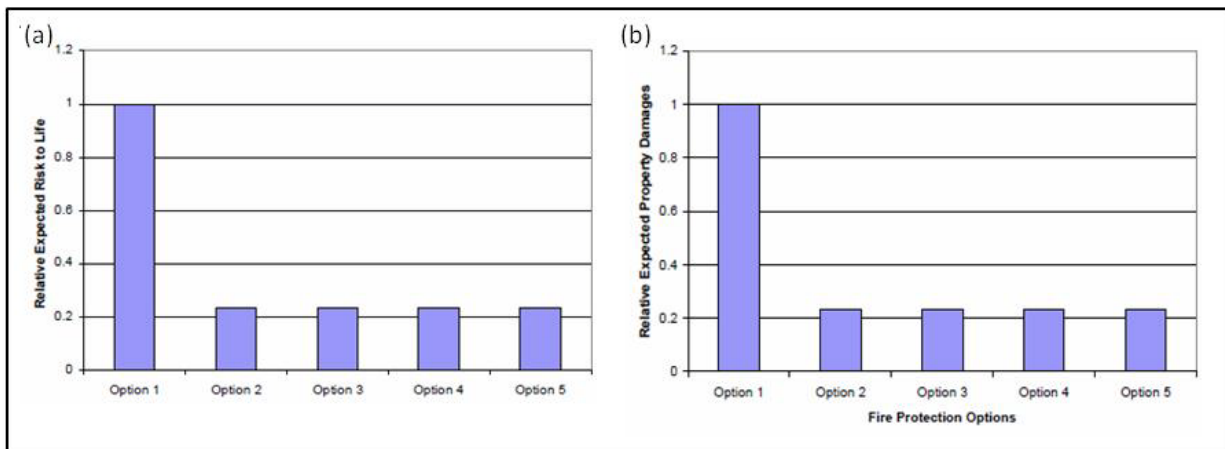 (a)
1.2
1
0.8
0.6
0.4
0.2
0
Relative Expected Risk to Life
Option 1 Option 2 Option 3 Option 4 Option 5
(b)
1.2
1
0.8
0.6
0.4
0.2
0
Relative Expected Property Damages
Option 1 Option 2 Option 3 Option 4 Option 5
Fire Protection Options